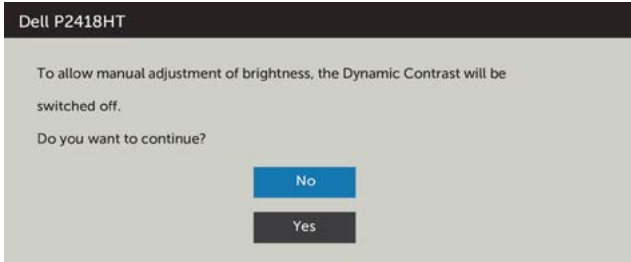 Dell P2418HT
To allow manual adjustment of brightness, the Dynamic Contrast will be
switched off.
Do you want to continue?
No
Yes